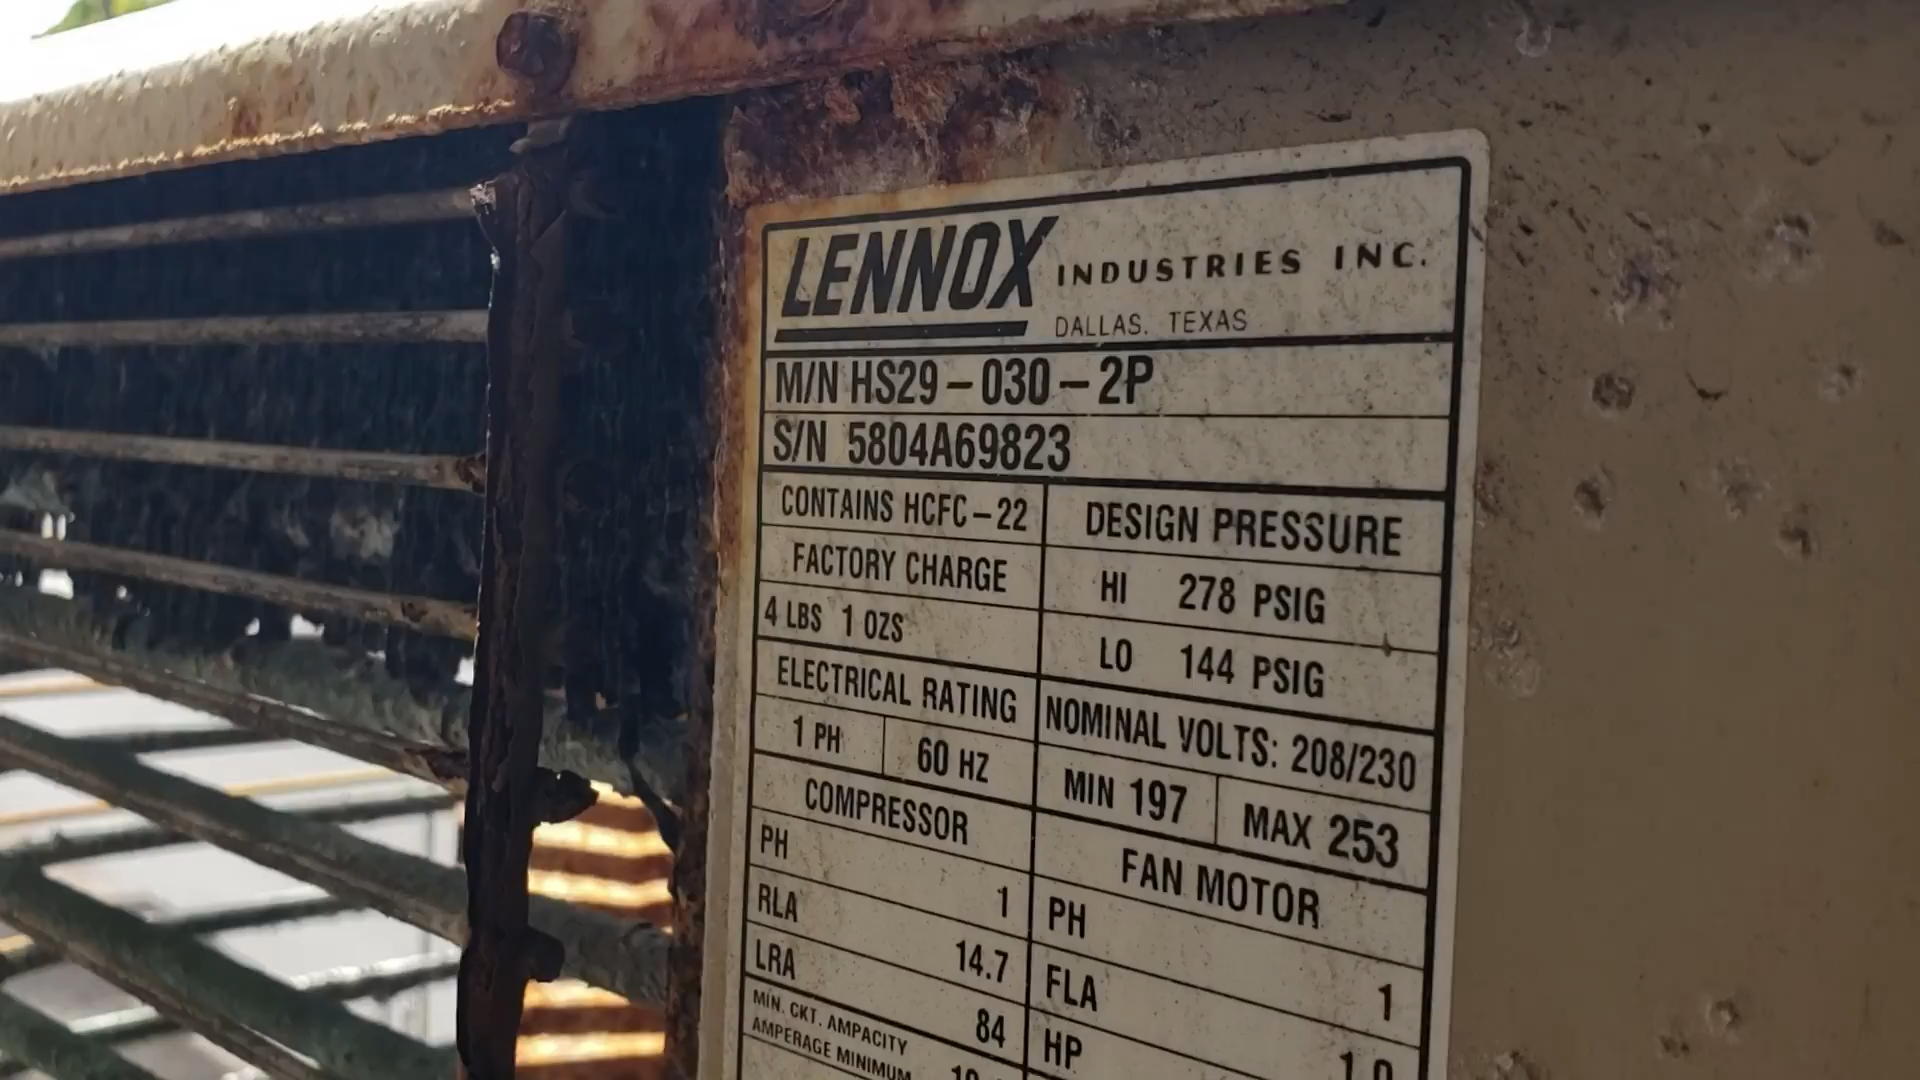 LENNOX INDUSTRIES INC.
DALLAS, TEXAS
M/N HS29-030-2P
S/N 5804A69823
CONTAINS HCFC-22
FACTORY CHARGE
4 LBS 1 OZS
DESIGN PRESSURE
HI 278 PSIG
LO 144 PSIG
ELECTRICAL RATING
1 PH 60 HZ
NOMINAL VOLTS: 208/230
MIN 197 MAX 253
COMPRESSOR
PH 1
RLA 14.7
LRA 84
MIN. CKT. AMPACITY
AMPERAGE MINIMUM
FAN MOTOR
PH 1
FLA 1.0
HP